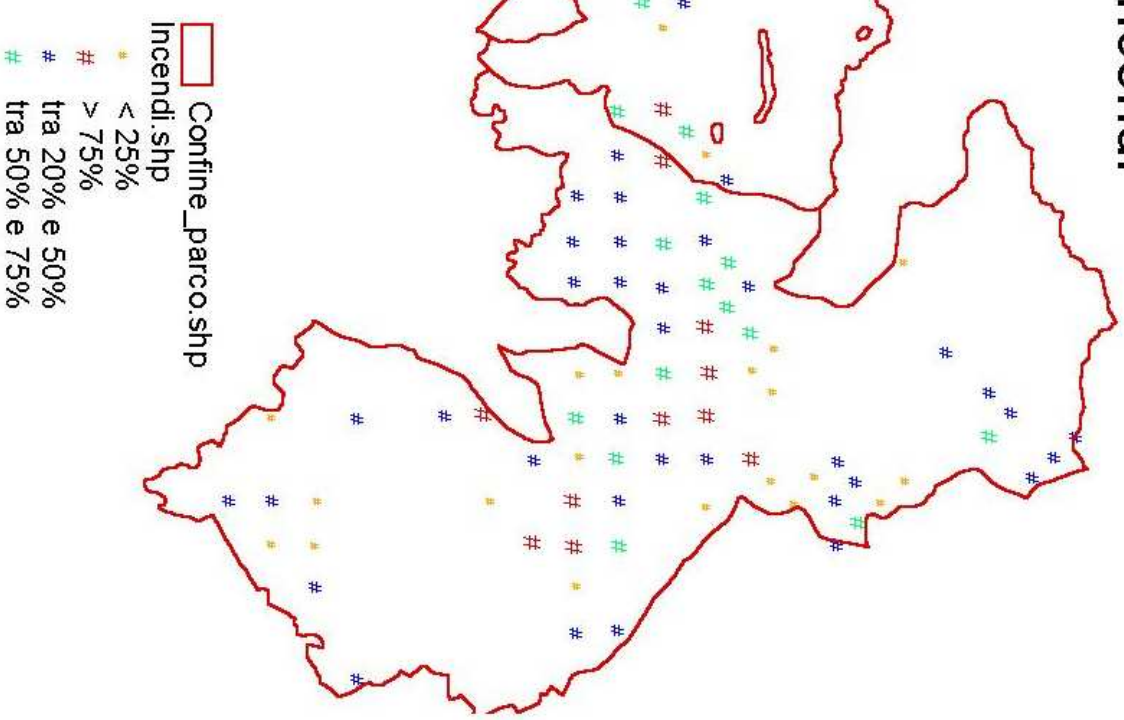 Confine_parco.shp
Incendi.shp
< 25%
> 75%
tra 20% e 50%
tra 50% e 75%